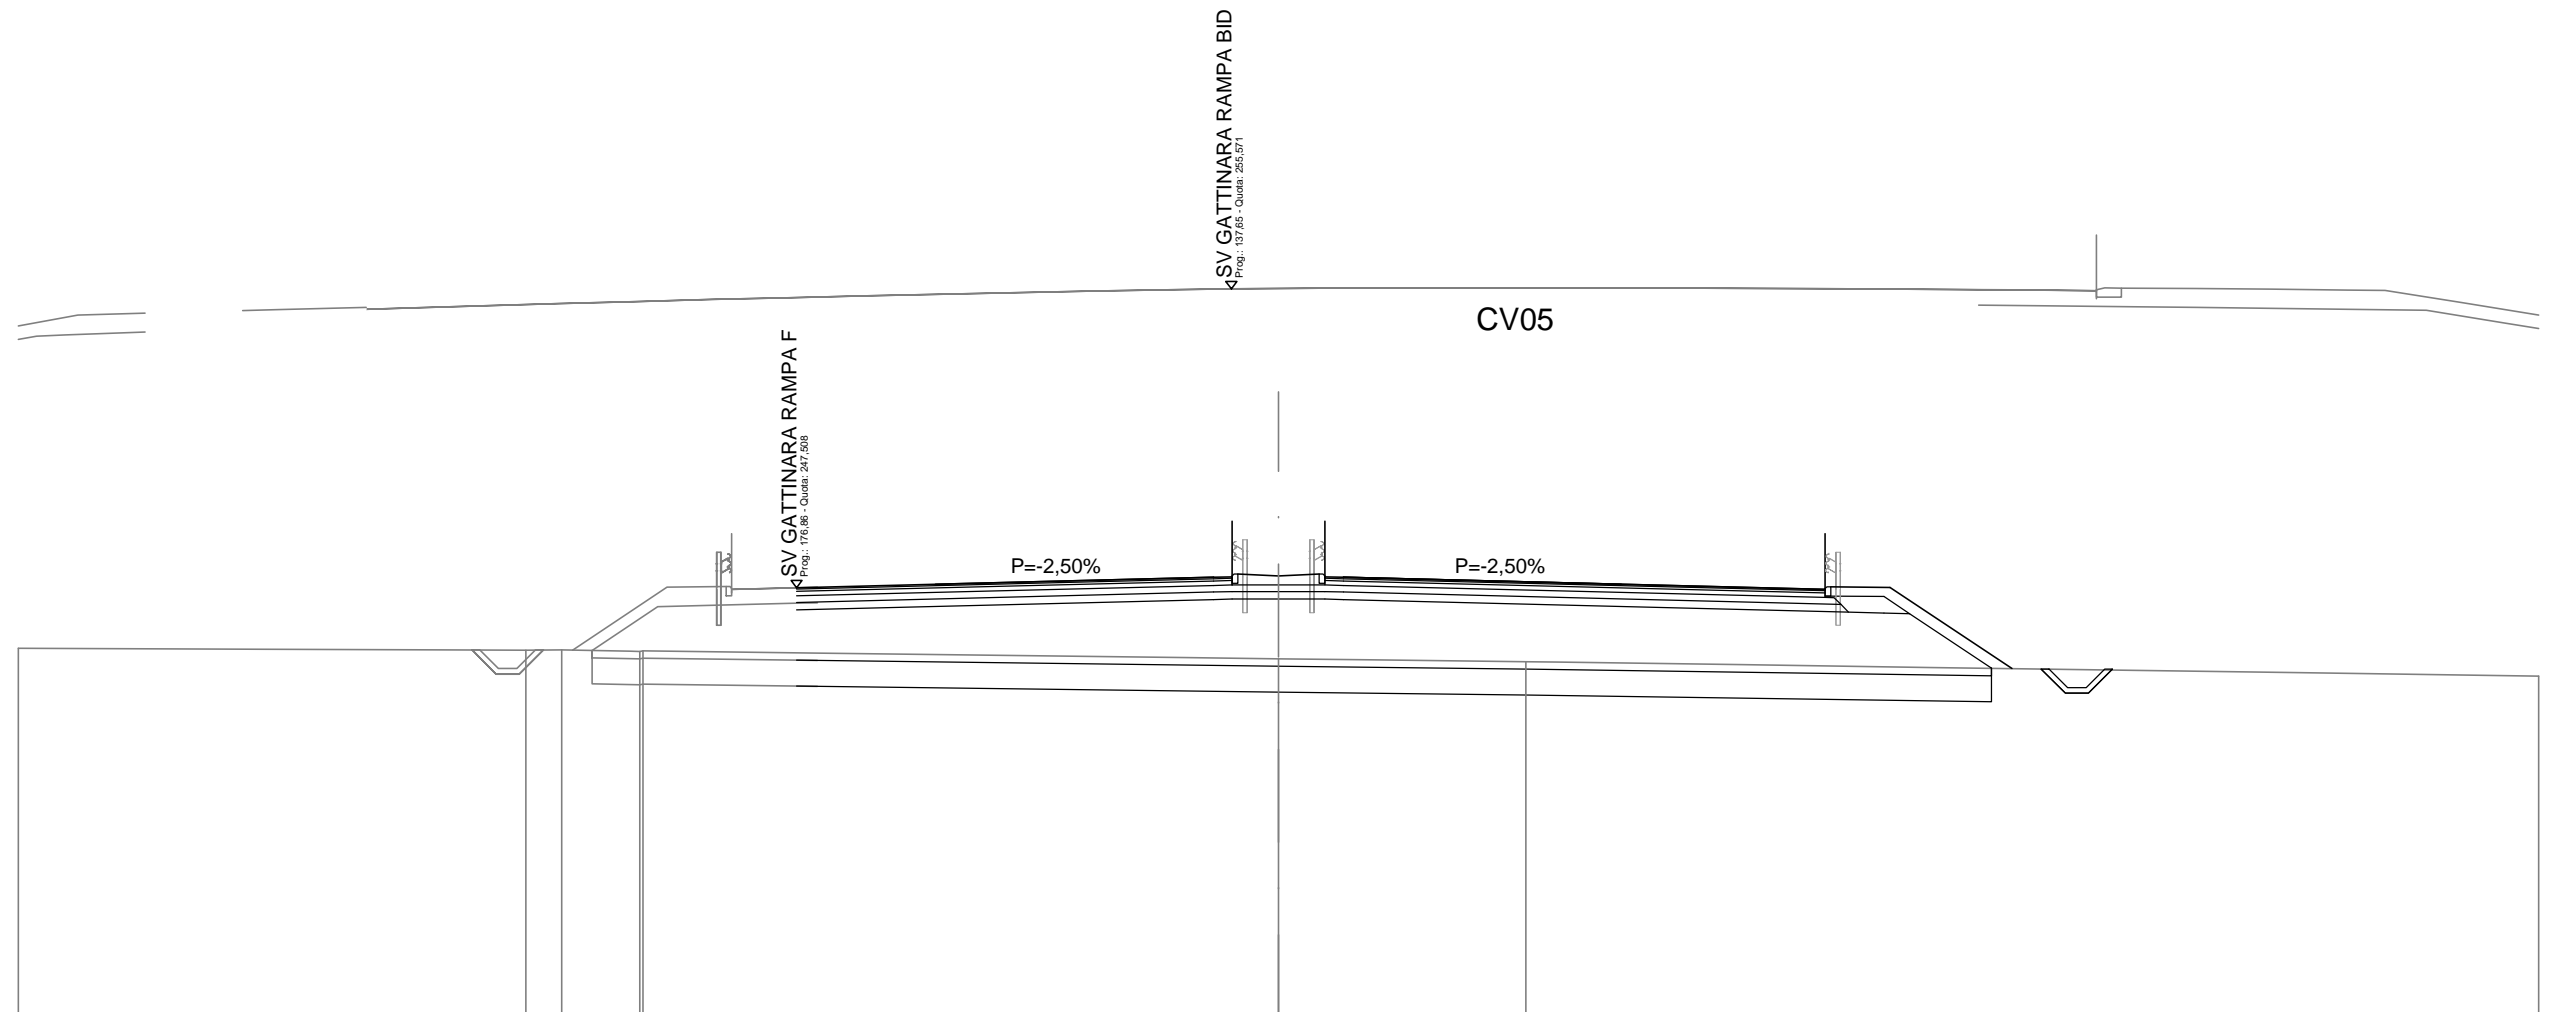 SV GATTINARA RAMPA BID
Prog.: 137,65 - Quota: 255,571
CV05
SV GATTINARA RAMPA F
Prog.: 176,86 - Quota: 247,508
P=-2,50%
P=-2,50%